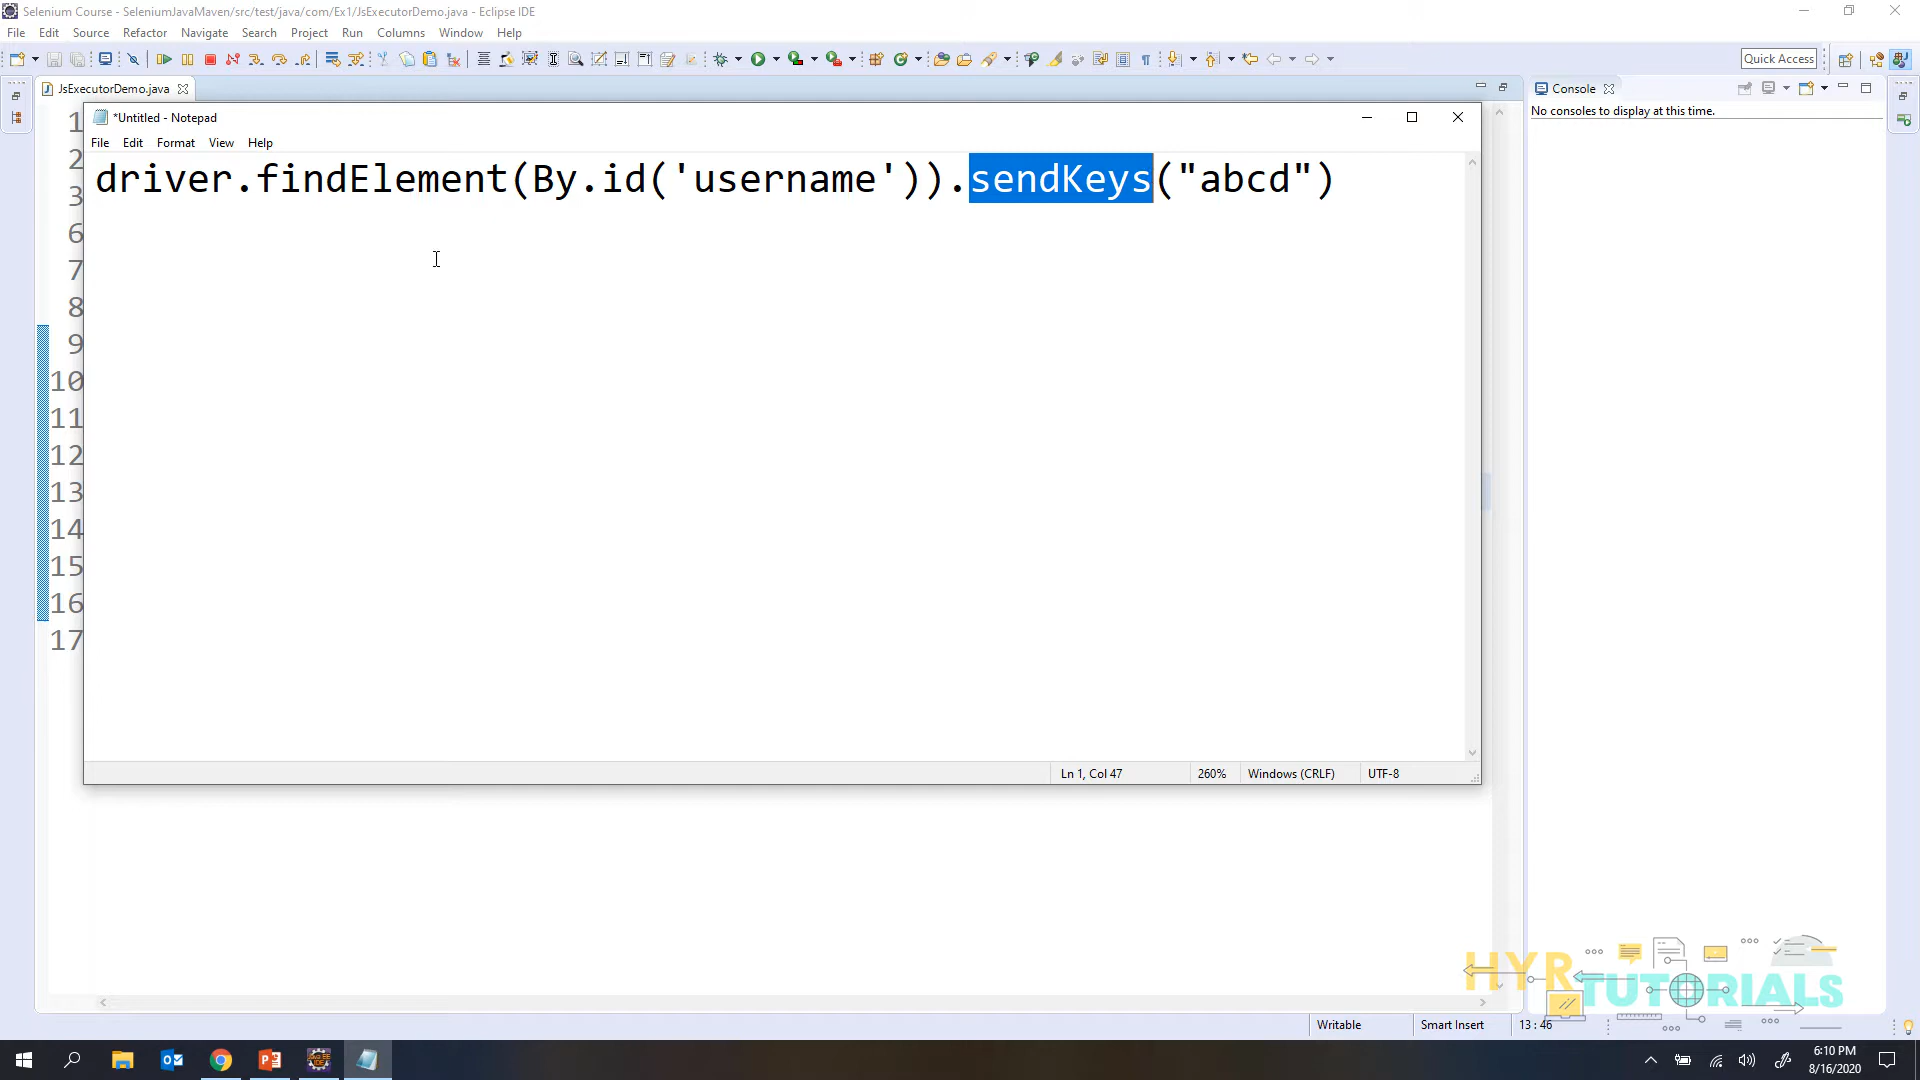 Selenium Course - SeleniumJavaMaven/src/test/java/com/Ex1/JsExecutorDemo.java - Eclipse IDE
File Edit Source Refactor Navigate Search Project Run Columns Window Help
Quick Access
JsExecutorDemo.java
Console
No consoles to display at this time.
*Untitled - Notepad
File Edit Format View Help
driver.findElement(By.id('username')).sendKeys("abcd")
1
2
3
6
7
8
9
10
11
12
13
14
15
16
17
Ln 1, Col 47 260% Windows (CRLF) UTF-8
HYR
TUTORIALS
Writable Smart Insert 13 : 46
6:10 PM
8/16/2020